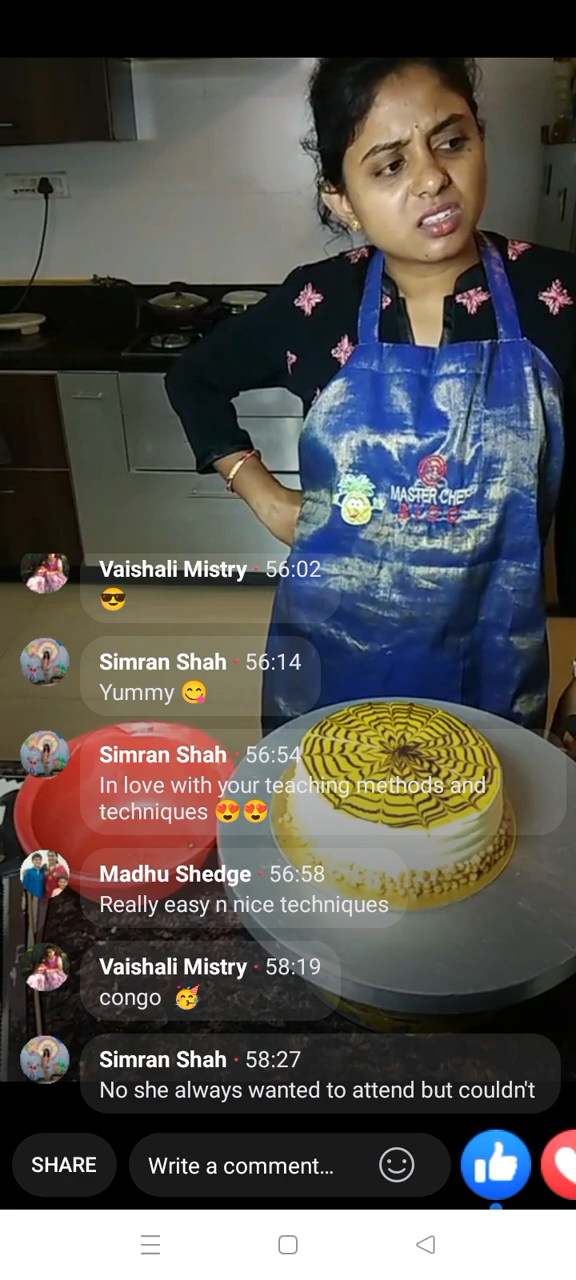 MASTER CHEF
Vaishali Mistry · 56:02
😎
Simran Shah · 56:14
Yummy 😋
Simran Shah · 56:54
In love with your teaching methods and
techniques 😍😍
Madhu Shedge · 56:58
Really easy n nice techniques
Vaishali Mistry · 58:19
congo 🥳
Simran Shah · 58:27
No she always wanted to attend but couldn't
SHARE
Write a comment...